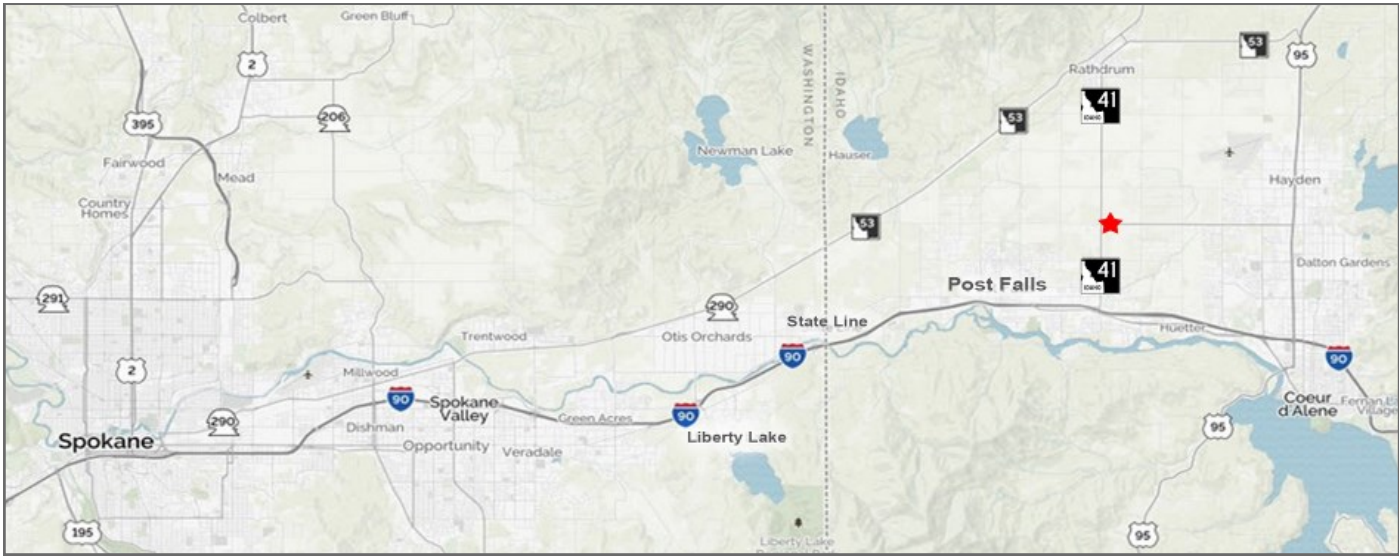 Colbert
Green Bluff
2
53
95
Rathdrum
WASHINGTON
IDAHO
41
IDAHO
395
206
53
Fairwood
Newman Lake
Hauser
Mead
Hayden
Country
Homes
53
Dalton Gardens
41
IDAHO
Post Falls
291
290
State Line
Trentwood
Otis Orchards
Huetter
90
90
2
Millwood
90
Spokane
Valley
Coeur
d'Alene
Village
90
Green Acres
95
290
Dishman
Liberty Lake
Spokane
Opportunity
Veradale
195
95
Liberty Lake